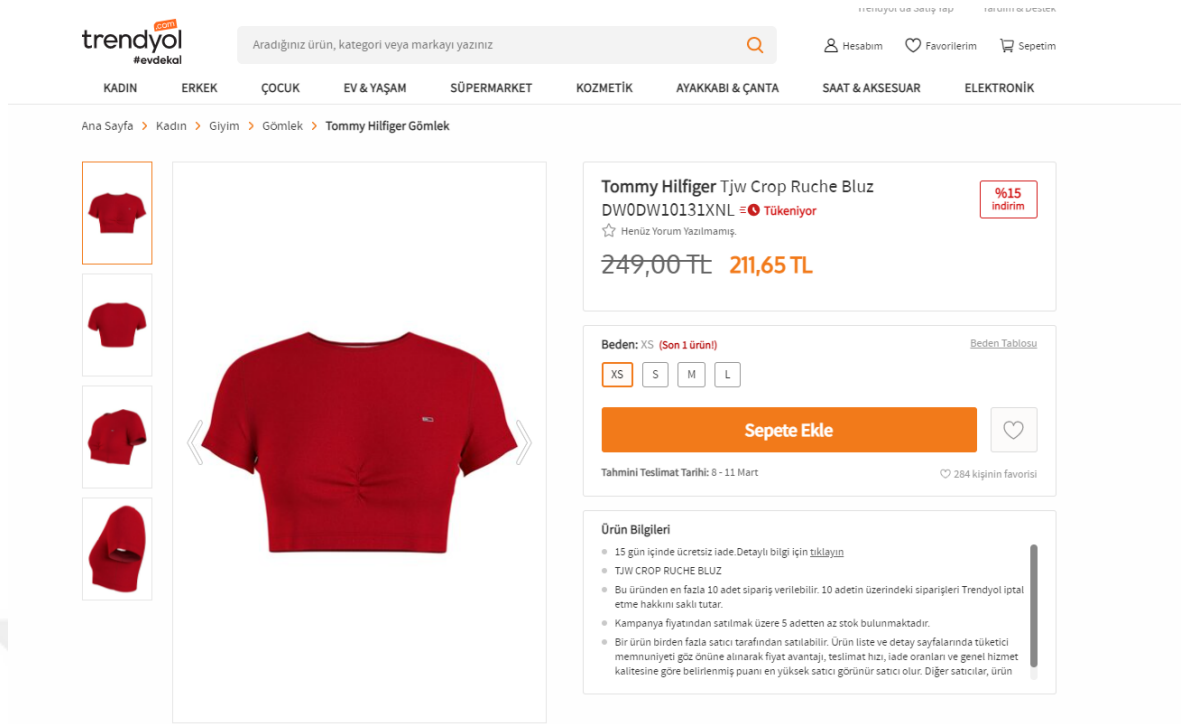 Trendyol'da Satış Yap Yardım & Destek
.com
trendyol
#evdekal
Aradığınız ürün, kategori veya markayı yazınız
Hesabım Favorilerim Sepetim
KADIN ERKEK ÇOCUK EV & YAŞAM SÜPERMARKET KOZMETİK AYAKKABI & ÇANTA SAAT & AKSESUAR ELEKTRONİK
Ana Sayfa > Kadın > Giyim > Gömlek > Tommy Hilfiger Gömlek
Tommy Hilfiger Tjw Crop Ruche Bluz
DW0DW10131XNL Tükeniyor
%15
indirim
Henüz Yorum Yazılmamış.
249,00 TL 211,65 TL
Beden: XS (Son 1 ürün!) Beden Tablosu
XS S M L
Sepete Ekle
Tahmini Teslimat Tarihi: 8 - 11 Mart 284 kişinin favorisi
Ürün Bilgileri
15 gün içinde ücretsiz iade.Detaylı bilgi için tıklayın
TJW CROP RUCHE BLUZ
Bu üründen en fazla 10 adet sipariş verilebilir. 10 adetin üzerindeki siparişleri Trendyol iptal
etme hakkını saklı tutar.
Kampanya fiyatından satılmak üzere 5 adetten az stok bulunmaktadır.
Bir ürün birden fazla satıcı tarafından satılabilir. Ürün liste ve detay sayfalarında tüketici
memnuniyeti göz önüne alınarak fiyat avantajı, teslimat hızı, iade oranları ve genel hizmet
kalitesine göre belirlenmiş puanı en yüksek satıcı görünür satıcı olur. Diğer satıcılar, ürün